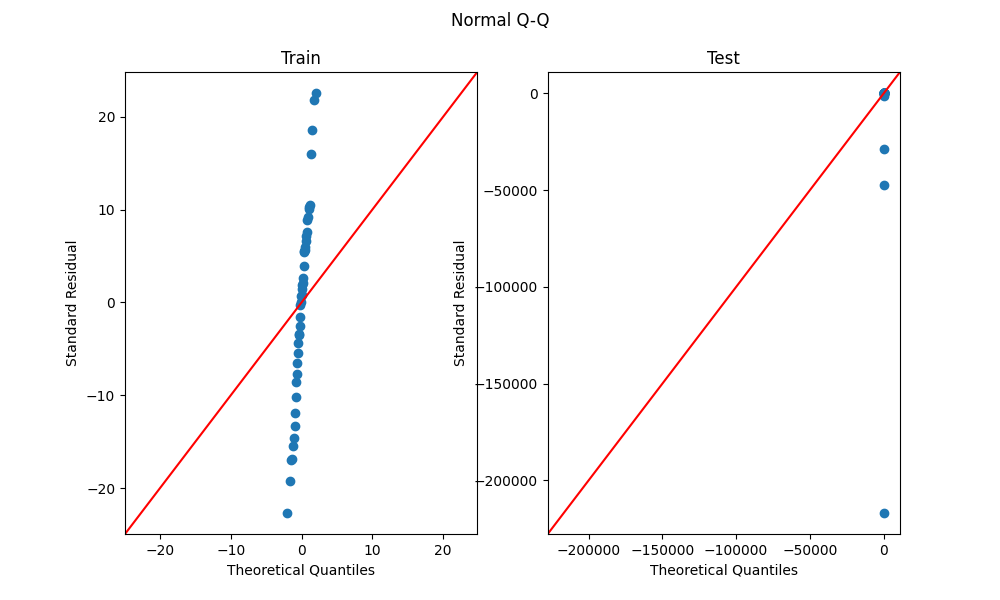 Normal Q-Q
Train
Standard Residual
20
10
0
−10
−20
−20 −10 0 10 20
Theoretical Quantiles
Test
Standard Residual
0
−50000
−100000
−150000
−200000
−200000 −150000 −100000 −50000 0
Theoretical Quantiles